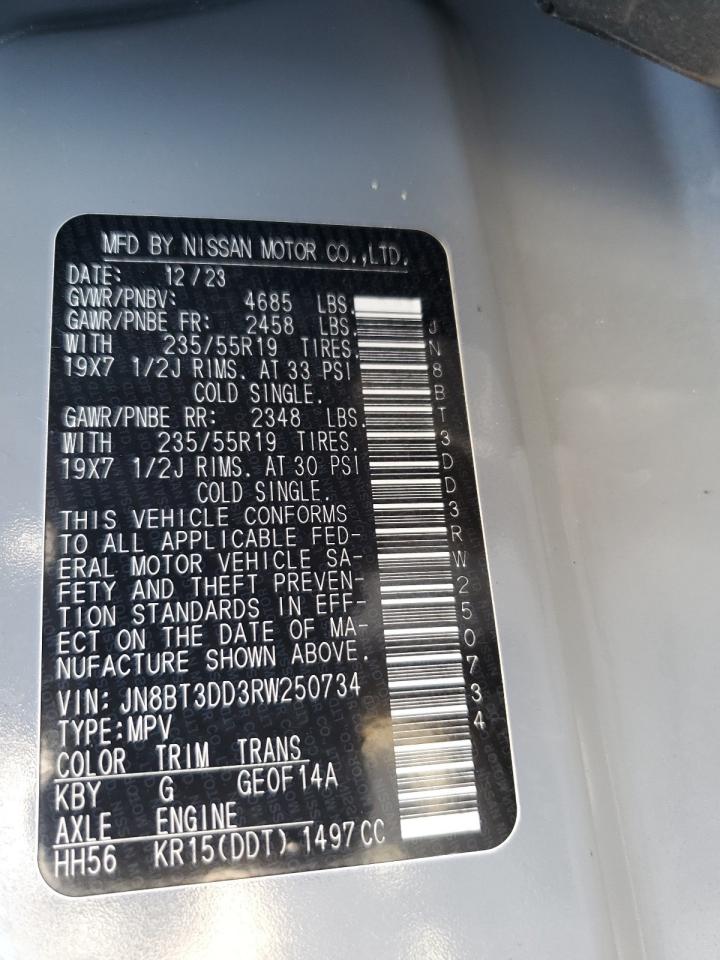 MFD BY NISSAN MOTOR CO.,LTD.
DATE: 12/23
GVWR/PNBV: 4685 LBS.
GAWR/PNBE FR: 2458 LBS.
WITH 235/55R19 TIRES.
19X7 1/2J RIMS. AT 33 PSI
COLD SINGLE.
GAWR/PNBE RR: 2348 LBS.
WITH 235/55R19 TIRES.
19X7 1/2J RIMS. AT 30 PSI
COLD SINGLE.
THIS VEHICLE CONFORMS
TO ALL APPLICABLE FED-
ERAL MOTOR VEHICLE SA-
FETY AND THEFT PREVEN-
TION STANDARDS IN EFF-
ECT ON THE DATE OF MA-
NUFACTURE SHOWN ABOVE.
VIN: JN8BT3DD3RW250734
TYPE:MPV
COLOR TRIM TRANS
KBY G GE0F14A
AXLE ENGINE
HH56 KR15(DDT) 1497CC
JN8BT3DD3RW250734